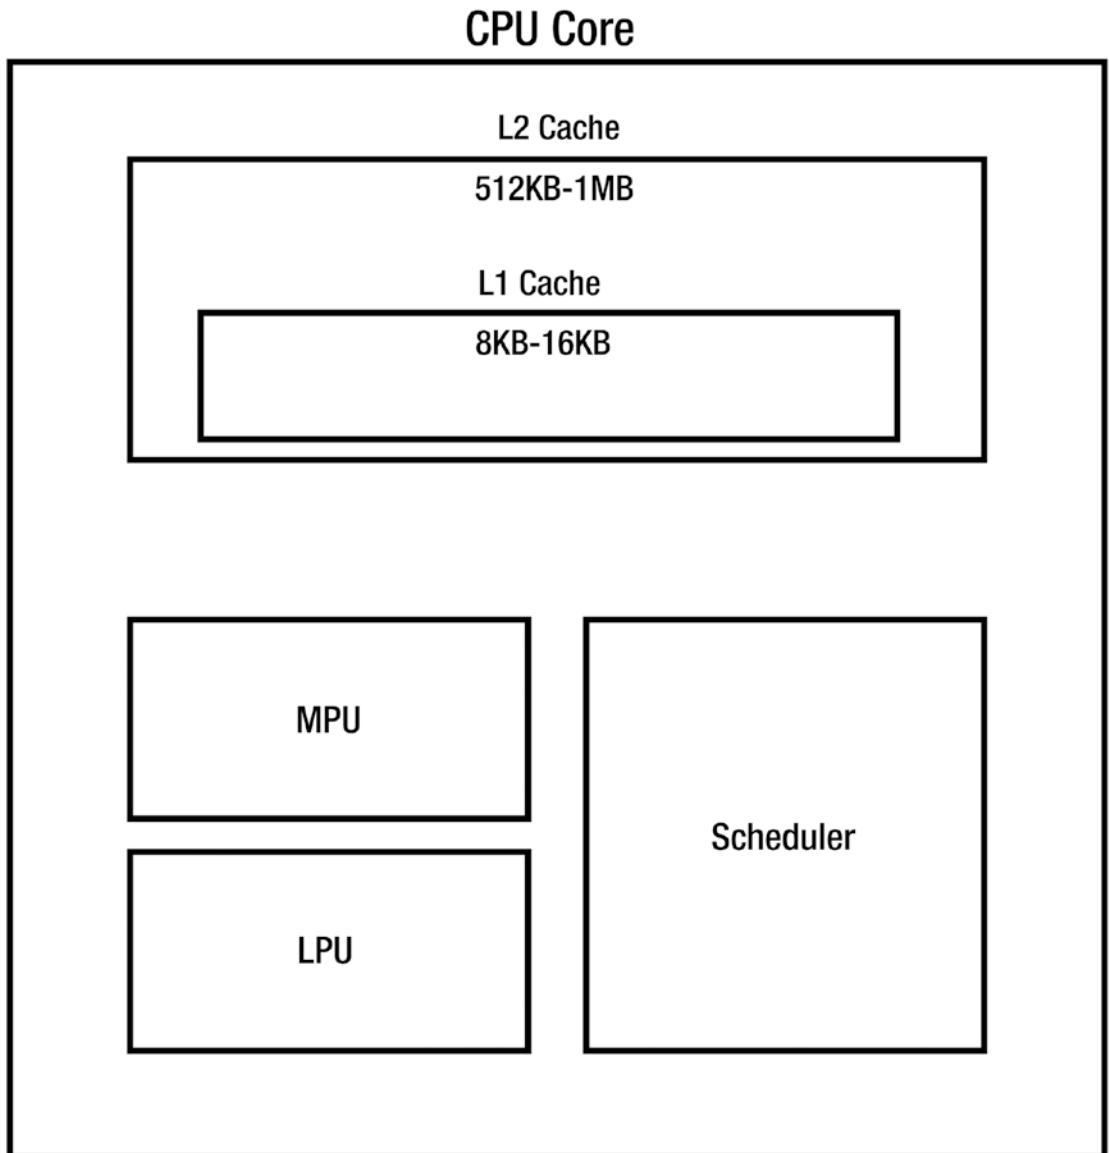 CPU Core
L2 Cache
512KB-1MB
L1 Cache
8KB-16KB
MPU
LPU
Scheduler